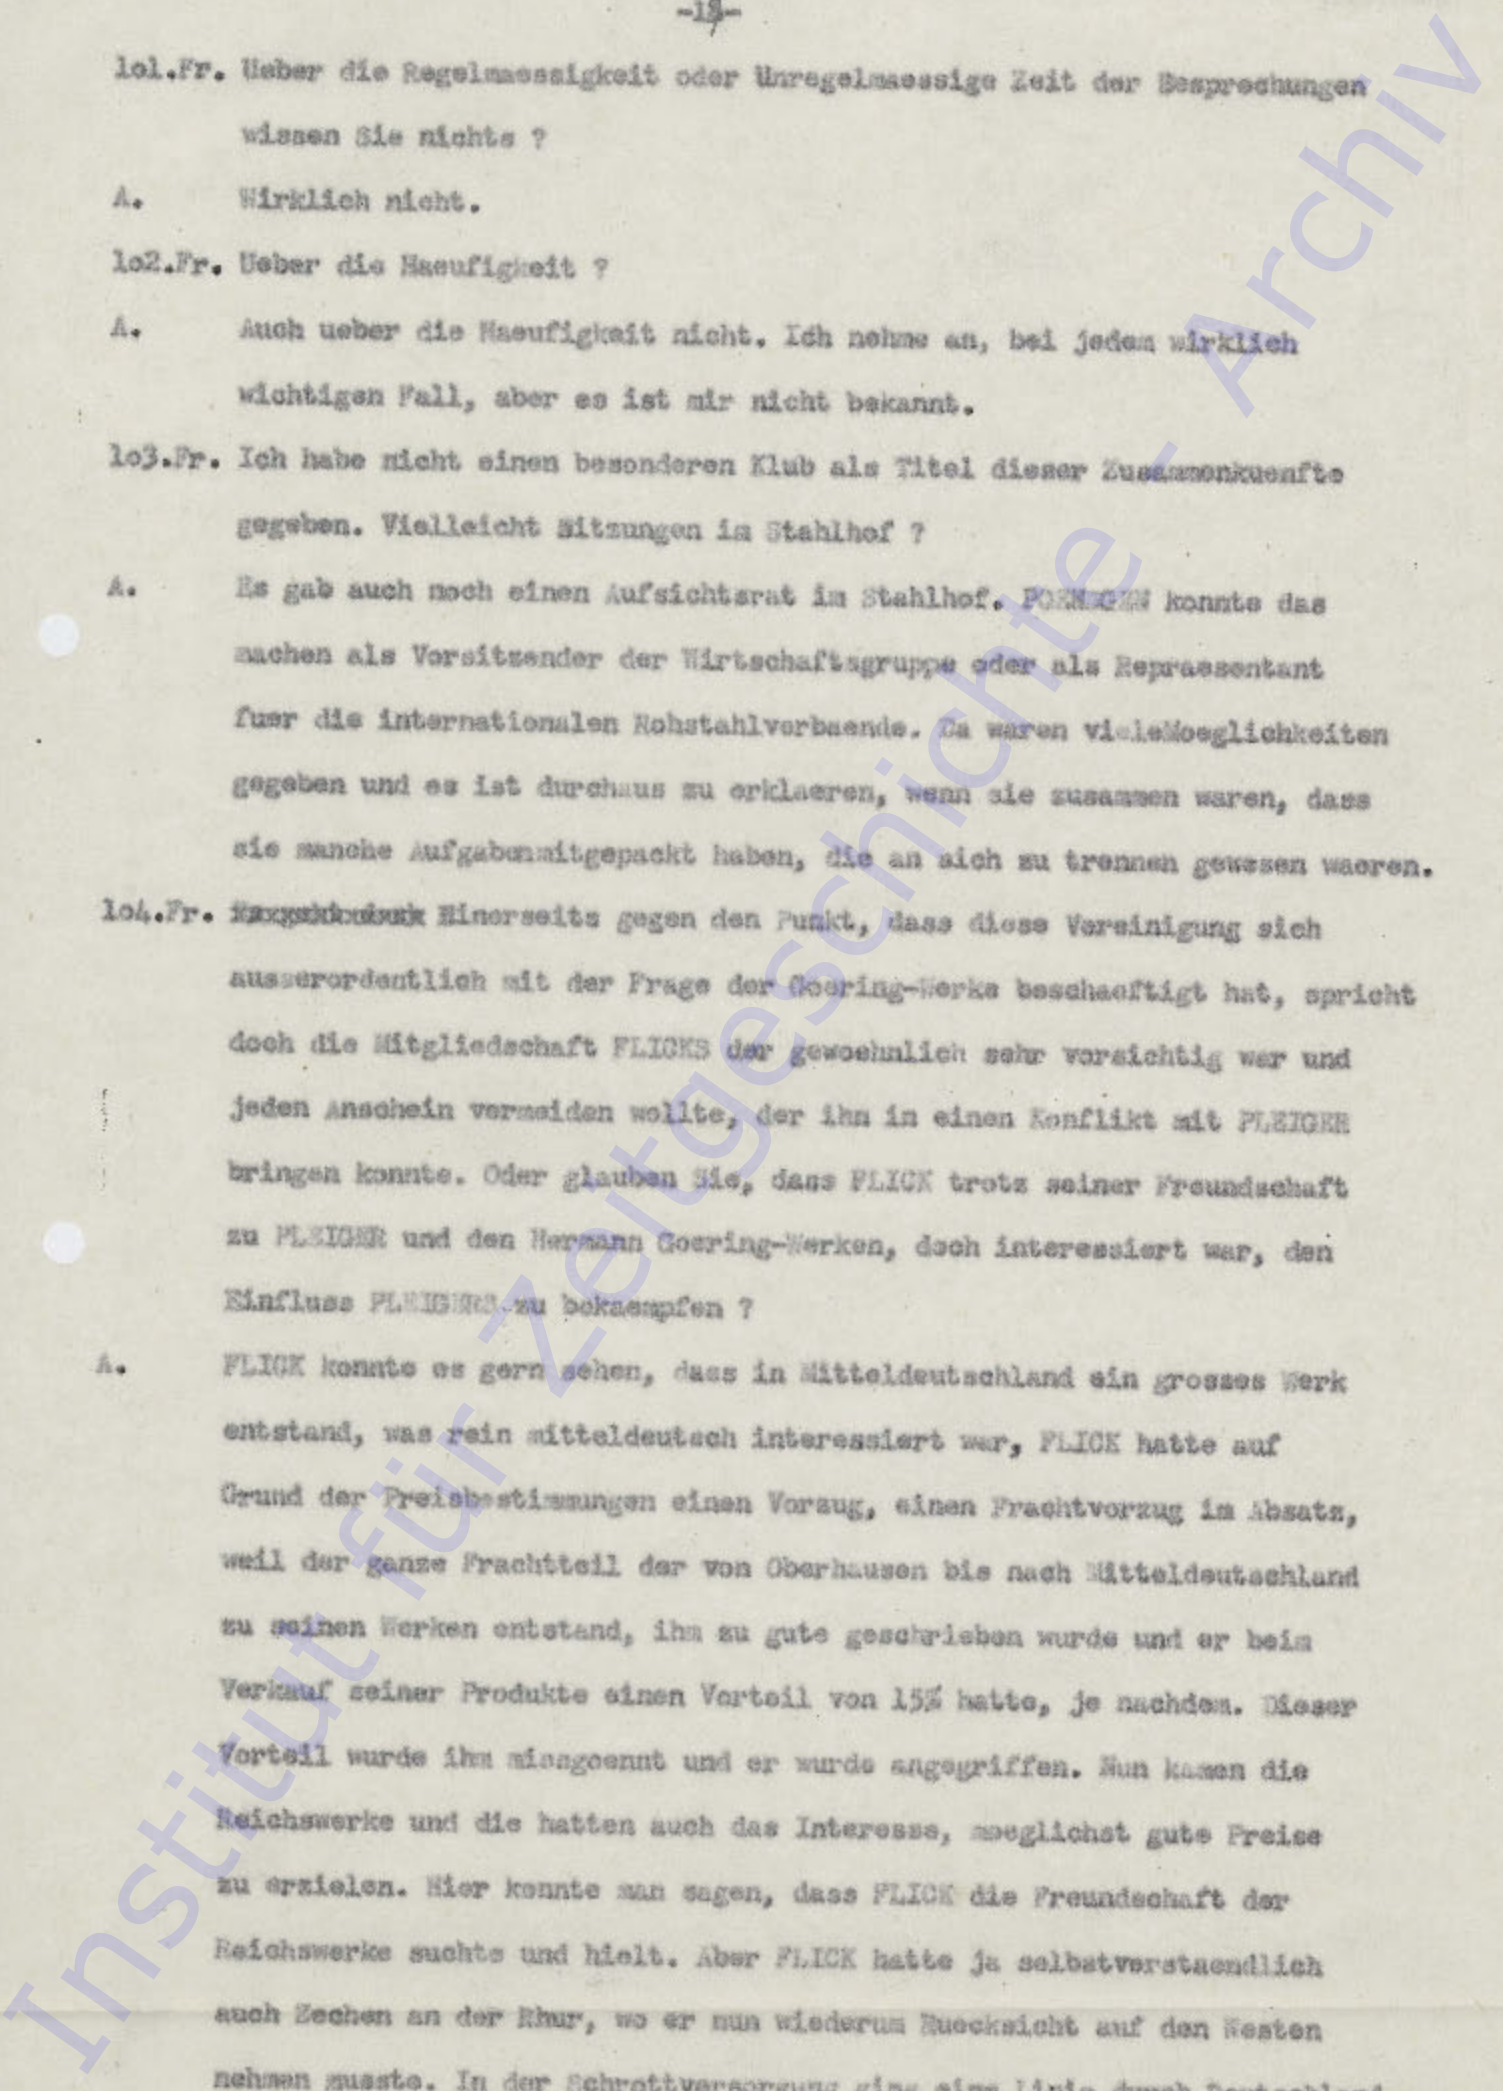 lol.Fr. Ueber die Regelmaessigkeit oder Unregelmaessige Zeit der Besprechungen
wissen Sie nichts ?
A. Wirklich nicht.
lo2.Fr. Ueber die Haeufigkeit ?
A. Auch ueber die Haeufigkeit nicht. Ich nehme an, bei jedem wirklich
wichtigen Fall, aber es ist mir nicht bekannt.
lo3.Fr. Ich habe nicht einen besonderen Klub als Titel dieser Zusammenkuenfte
gegeben. Vielleicht Sitzungen im Stahlhof ?
A. Es gab auch noch einen Aufsichtsrat im Stahlhof. POENSGEN konnte das
machen als Vorsitzender der Wirtschaftsgruppe oder als Repraesentant
fuer die internationalen Rohstahlverbaende. Da waren vieleMoeglichkeiten
gegeben und es ist durchaus zu erklaeren, wenn sie zusammen waren, dass
sie manche Aufgabenmitgepackt haben, die an sich zu trennen gewesen waeren.
lo4.Fr. Einerseits gegen den Punkt, dass diese Vereinigung sich
ausserordentlich mit der Frage der Goering-Werke beschaeftigt hat, spricht
doch die Mitgliedschaft FLICKS der gewoehnlich sehr vorsichtig war und
jeden Anschein vermeiden wollte, der ihn in einen Konflikt mit PLEIGER
bringen konnte. Oder glauben Sie, dass FLICK trotz seiner Freundschaft
zu PLEIGER und den Hermann Goering-Werken, doch interessiert war, den
Einfluss PLEIGERS zu bekaempfen ?
A. FLICK konnte es gern sehen, dass in Mitteldeutschland ein grosses Werk
entstand, was rein mitteldeutsch interessiert war, FLICK hatte auf
Grund der Preisbestimmungen einen Vorzug, einen Frachtvorzug im Absatz,
weil der ganze Frachtteil der von Oberhausen bis nach Mitteldeutschland
zu seinen Werken entstand, ihm zu gute geschrieben wurde und er beim
Verkauf seiner Produkte einen Vorteil von 15% hatte, je nachdem. Dieser
Vorteil wurde ihm missgoennt und er wurde angegriffen. Nun kamen die
Reichswerke und die hatten auch das Interesse, moeglichst gute Preise
zu erzielen. Hier konnte man sagen, dass FLICK die Freundschaft der
Reichswerke suchte und hielt. Aber FLICK hatte ja selbstverstaendlich
auch Zechen an der Rhur, wo er nun wiederum Ruecksicht auf den Westen
nehmen musste. In der Schrottversorgung ging eine Linie durch
Institut für Zeitgeschichte - Archiv